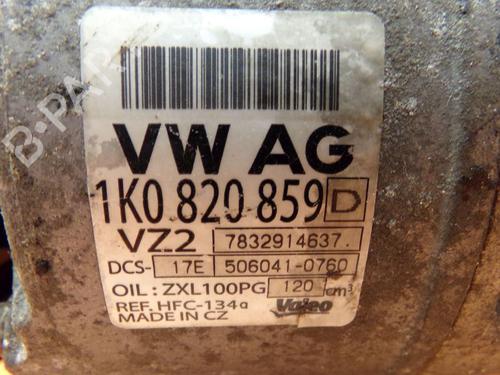 B-PARTS
VW AG
1K0 820 859 D
VZ2 7832914637.
DCS- 17E 506041-0760
OIL : ZXL100PG 120 cm³
REF. HFC-134a
MADE IN CZ Valeo